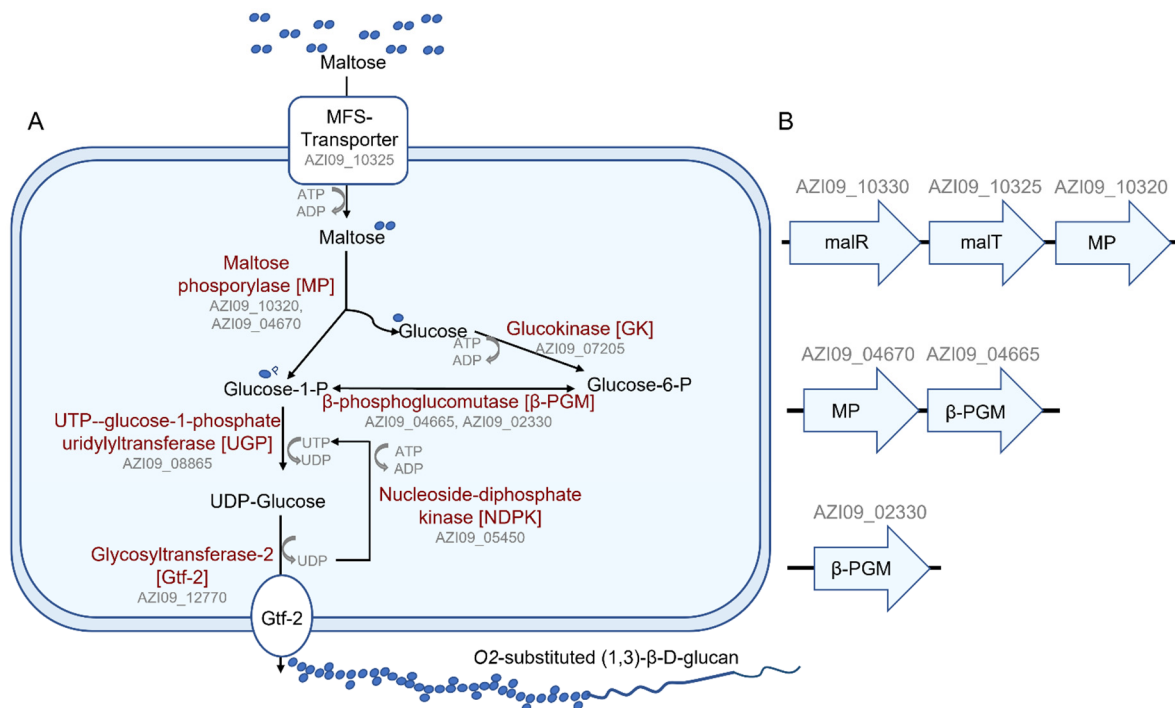 Maltose
A
MFS-
Transporter
AZI09_10325
ATP
ADP
Maltose
Maltose
phosporylase [MP]
AZI09_10320,
AZI09_04670
Glucose
ATP
ADP
Glucokinase [GK]
AZI09_07205
P
Glucose-1-P
Glucose-6-P
β-phosphoglucomutase [β-PGM]
AZI09_04665, AZI09_02330
UTP--glucose-1-phosphate
uridylyltransferase [UGP]
AZI09_08865
UTP
UDP
ATP
ADP
UDP-Glucose
Nucleoside-diphosphate
kinase [NDPK]
AZI09_05450
Glycosyltransferase-2
[Gtf-2]
AZI09_12770
UDP
Gtf-2
O2-substituted (1,3)-β-D-glucan
B
AZI09_10330 AZI09_10325 AZI09_10320
malR malT MP
AZI09_04670 AZI09_04665
MP β-PGM
AZI09_02330
β-PGM